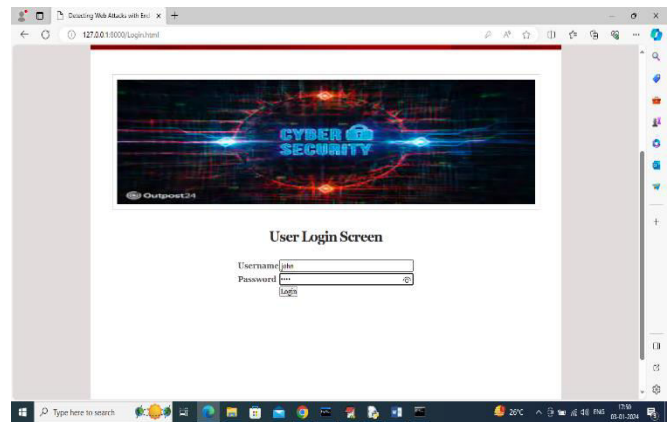 Detecting Web Attacks with End
127.0.0.1:8000/Login.html
CYBER
SECURITY
Outpost24
User Login Screen
Username john
Password ••••
Login
Type here to search
26°C
ENG
17:50
03-01-2024